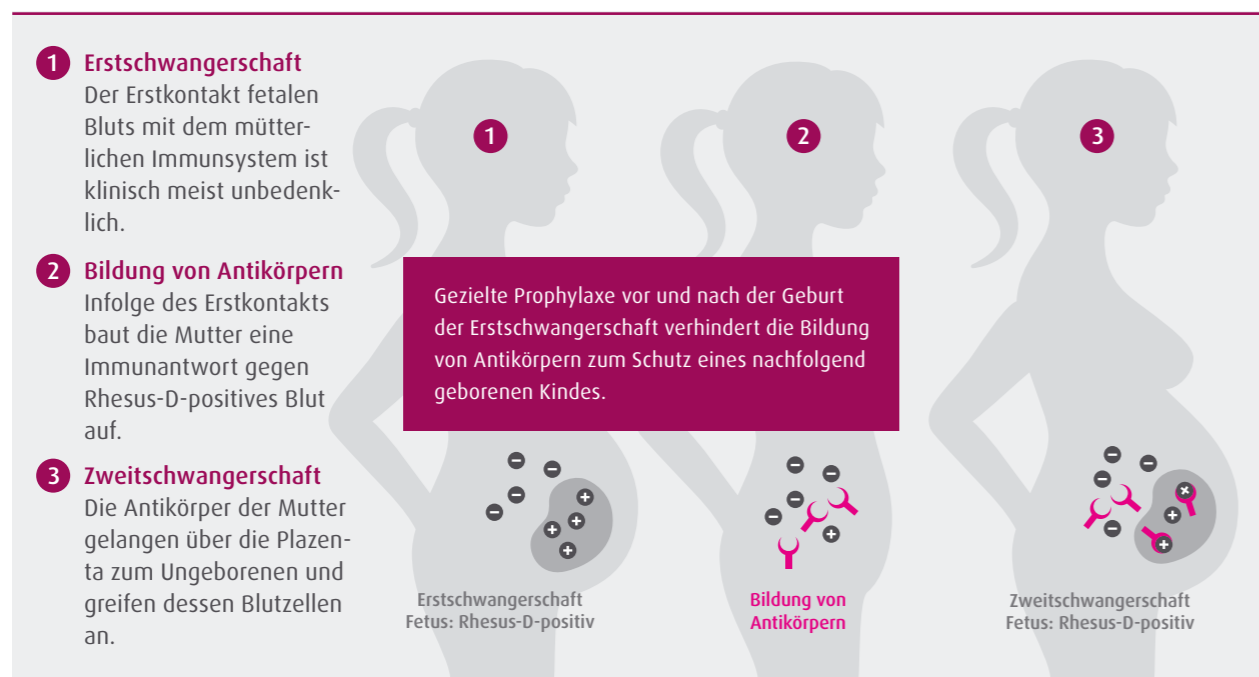 1 Erstschwangerschaft
Der Erstkontakt fetalen
Bluts mit dem mütter-
lichen Immunsystem ist
klinisch meist unbedenk-
lich.
2 Bildung von Antikörpern
Infolge des Erstkontakts
baut die Mutter eine
Immunantwort gegen
Rhesus-D-positives Blut
auf.
3 Zweitschwangerschaft
Die Antikörper der Mutter
gelangen über die Plazen-
ta zum Ungeborenen und
greifen dessen Blutzellen
an.
1
2
3
Gezielte Prophylaxe vor und nach der Geburt
der Erstschwangerschaft verhindert die Bildung
von Antikörpern zum Schutz eines nachfolgend
geborenen Kindes.
Erstschwangerschaft
Fetus: Rhesus-D-positiv
Bildung von
Antikörpern
Zweitschwangerschaft
Fetus: Rhesus-D-positiv